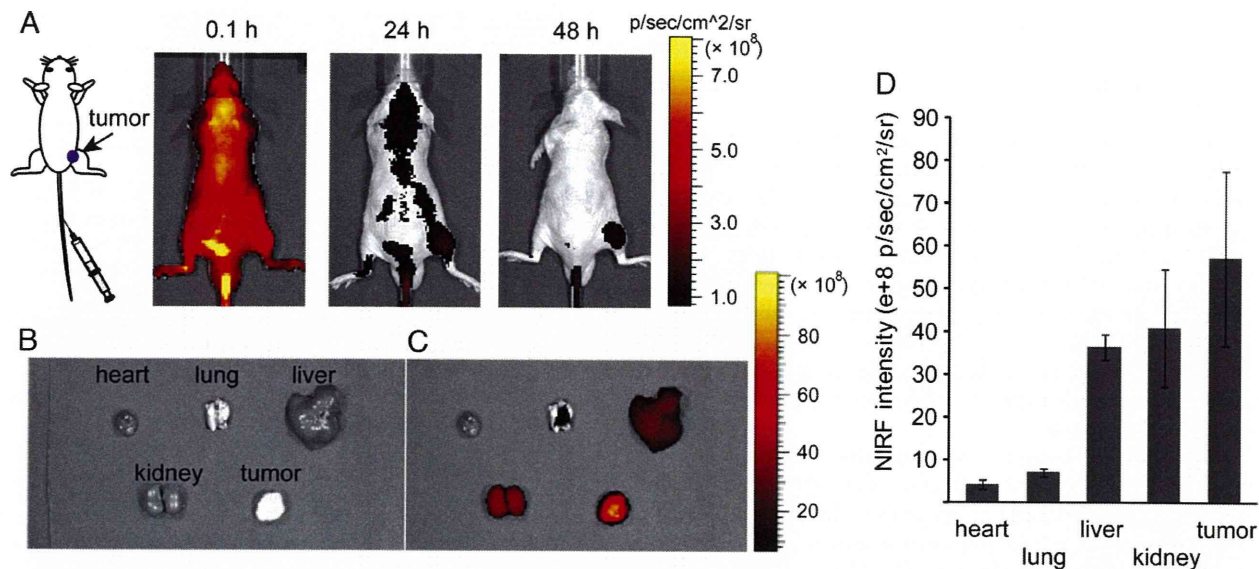 A
tumor
0.1 h
24 h
48 h
p/sec/cm^2/sr
(× 10⁸)
7.0
5.0
3.0
1.0
B
heart
lung
liver
kidney
tumor
C
(× 10⁸)
80
60
40
20
D
NIRF intensity (e+8 p/sec/cm²/sr)
90
80
70
60
50
40
30
20
10
heart
lung
liver
kidney
tumor